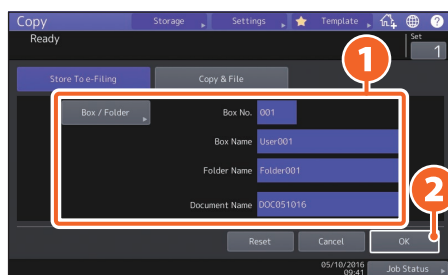 Copy Storage Settings Template
Ready Set
1
1
Store To e-Filing Copy & File
Box / Folder Box No. 001
Box Name User001
Folder Name Folder001
Document Name DOC051016
2
Reset Cancel OK
05/10/2016
09:41 Job Status